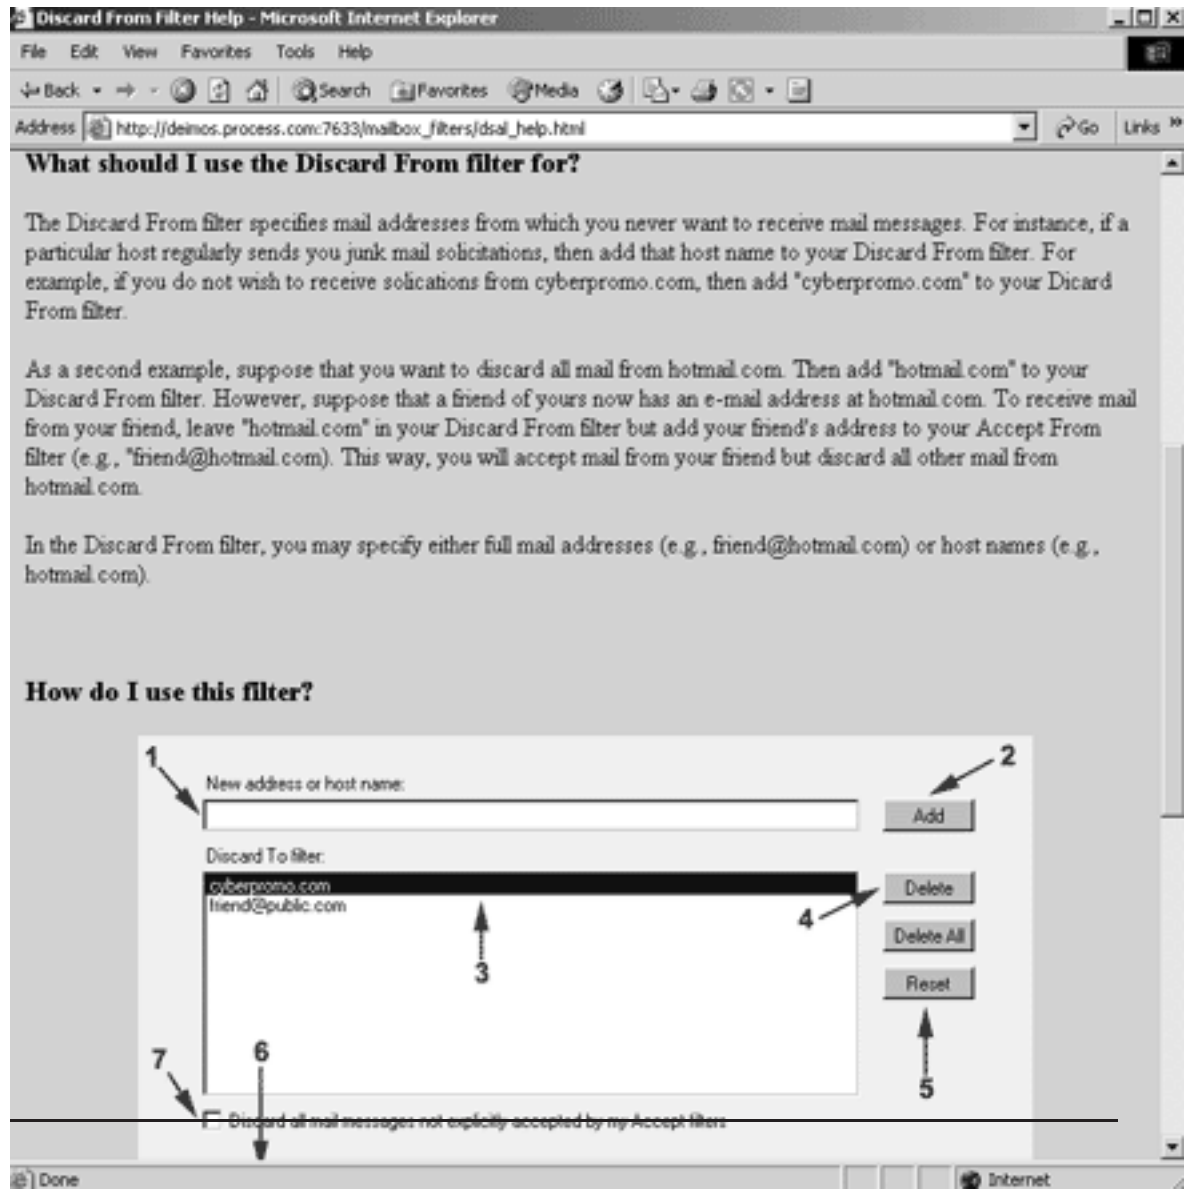 Discard From Filter Help - Microsoft Internet Explorer
File Edit View Favorites Tools Help
Back Search Favorites Media
Address http://deimos.process.com:7633/mailbox_filters/dsal_help.html Go Links »
What should I use the Discard From filter for?
The Discard From filter specifies mail addresses from which you never want to receive mail messages. For instance, if a
particular host regularly sends you junk mail solicitations, then add that host name to your Discard From filter. For
example, if you do not wish to receive solications from cyberpromo.com, then add "cyberpromo.com" to your Dicard
From filter.
As a second example, suppose that you want to discard all mail from hotmail.com. Then add "hotmail.com" to your
Discard From filter. However, suppose that a friend of yours now has an e-mail address at hotmail.com. To receive mail
from your friend, leave "hotmail.com" in your Discard From filter but add your friend's address to your Accept From
filter (e.g., "friend@hotmail.com). This way, you will accept mail from your friend but discard all other mail from
hotmail.com.
In the Discard From filter, you may specify either full mail addresses (e.g., friend@hotmail.com) or host names (e.g.,
hotmail.com).
How do I use this filter?
1
2
New address or host name:
Add
Discard To filter:
cyberpromo.com
Delete
friend@public.com
4
Delete All
3
Reset
7
6
5
Discard all mail messages not explicitly accepted by my Accept filters
Done Internet